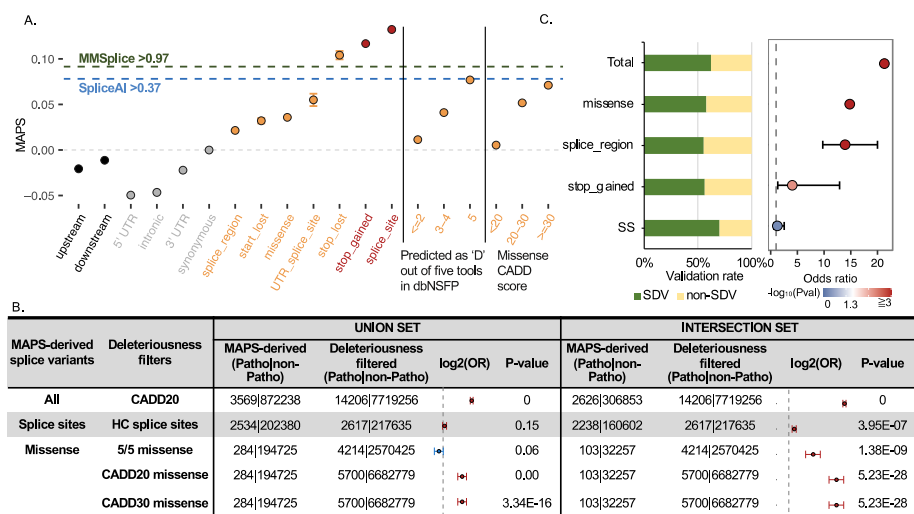 A.
MMSplice >0.97
SpliceAI >0.37
MAPS
0.10
0.05
0.00
−0.05
upstream
downstream
5' UTR
intronic
3' UTR
synonymous
splice_region
start_lost
missense
UTR_splice_site
stop_lost
stop_gained
splice_site
<=2
3−4
5
<20
20−30
>=30
Predicted as 'D'
out of five tools
in dbNSFP
Missense
CADD
score
C.
Total
missense
splice_region
stop_gained
SS
0% 50% 100%
Validation rate
SDV non-SDV
0 5 10 15 20
Odds ratio
-log₁₀(Pval)
0 1.3 ≧3
B.
MAPS-derived splice variants
Deleteriousness filters
UNION SET
MAPS-derived (Patho|non-Patho)
Deleteriousness filtered (Patho|non-Patho)
log2(OR)
P-value
INTERSECTION SET
MAPS-derived (Patho|non-Patho)
Deleteriousness filtered (Patho|non-Patho)
log2(OR)
P-value
All CADD20 3569|872238 14206|7719256 0 2626|306853 14206|7719256 0
Splice sites HC splice sites 2534|202380 2617|217635 0.15 2238|160602 2617|217635 3.95E-07
Missense 5/5 missense 284|194725 4214|2570425 0.06 103|32257 4214|2570425 1.38E-09
CADD20 missense 284|194725 5700|6682779 0.00 103|32257 5700|6682779 5.23E-28
CADD30 missense 284|194725 5700|6682779 3.34E-16 103|32257 5700|6682779 5.23E-28